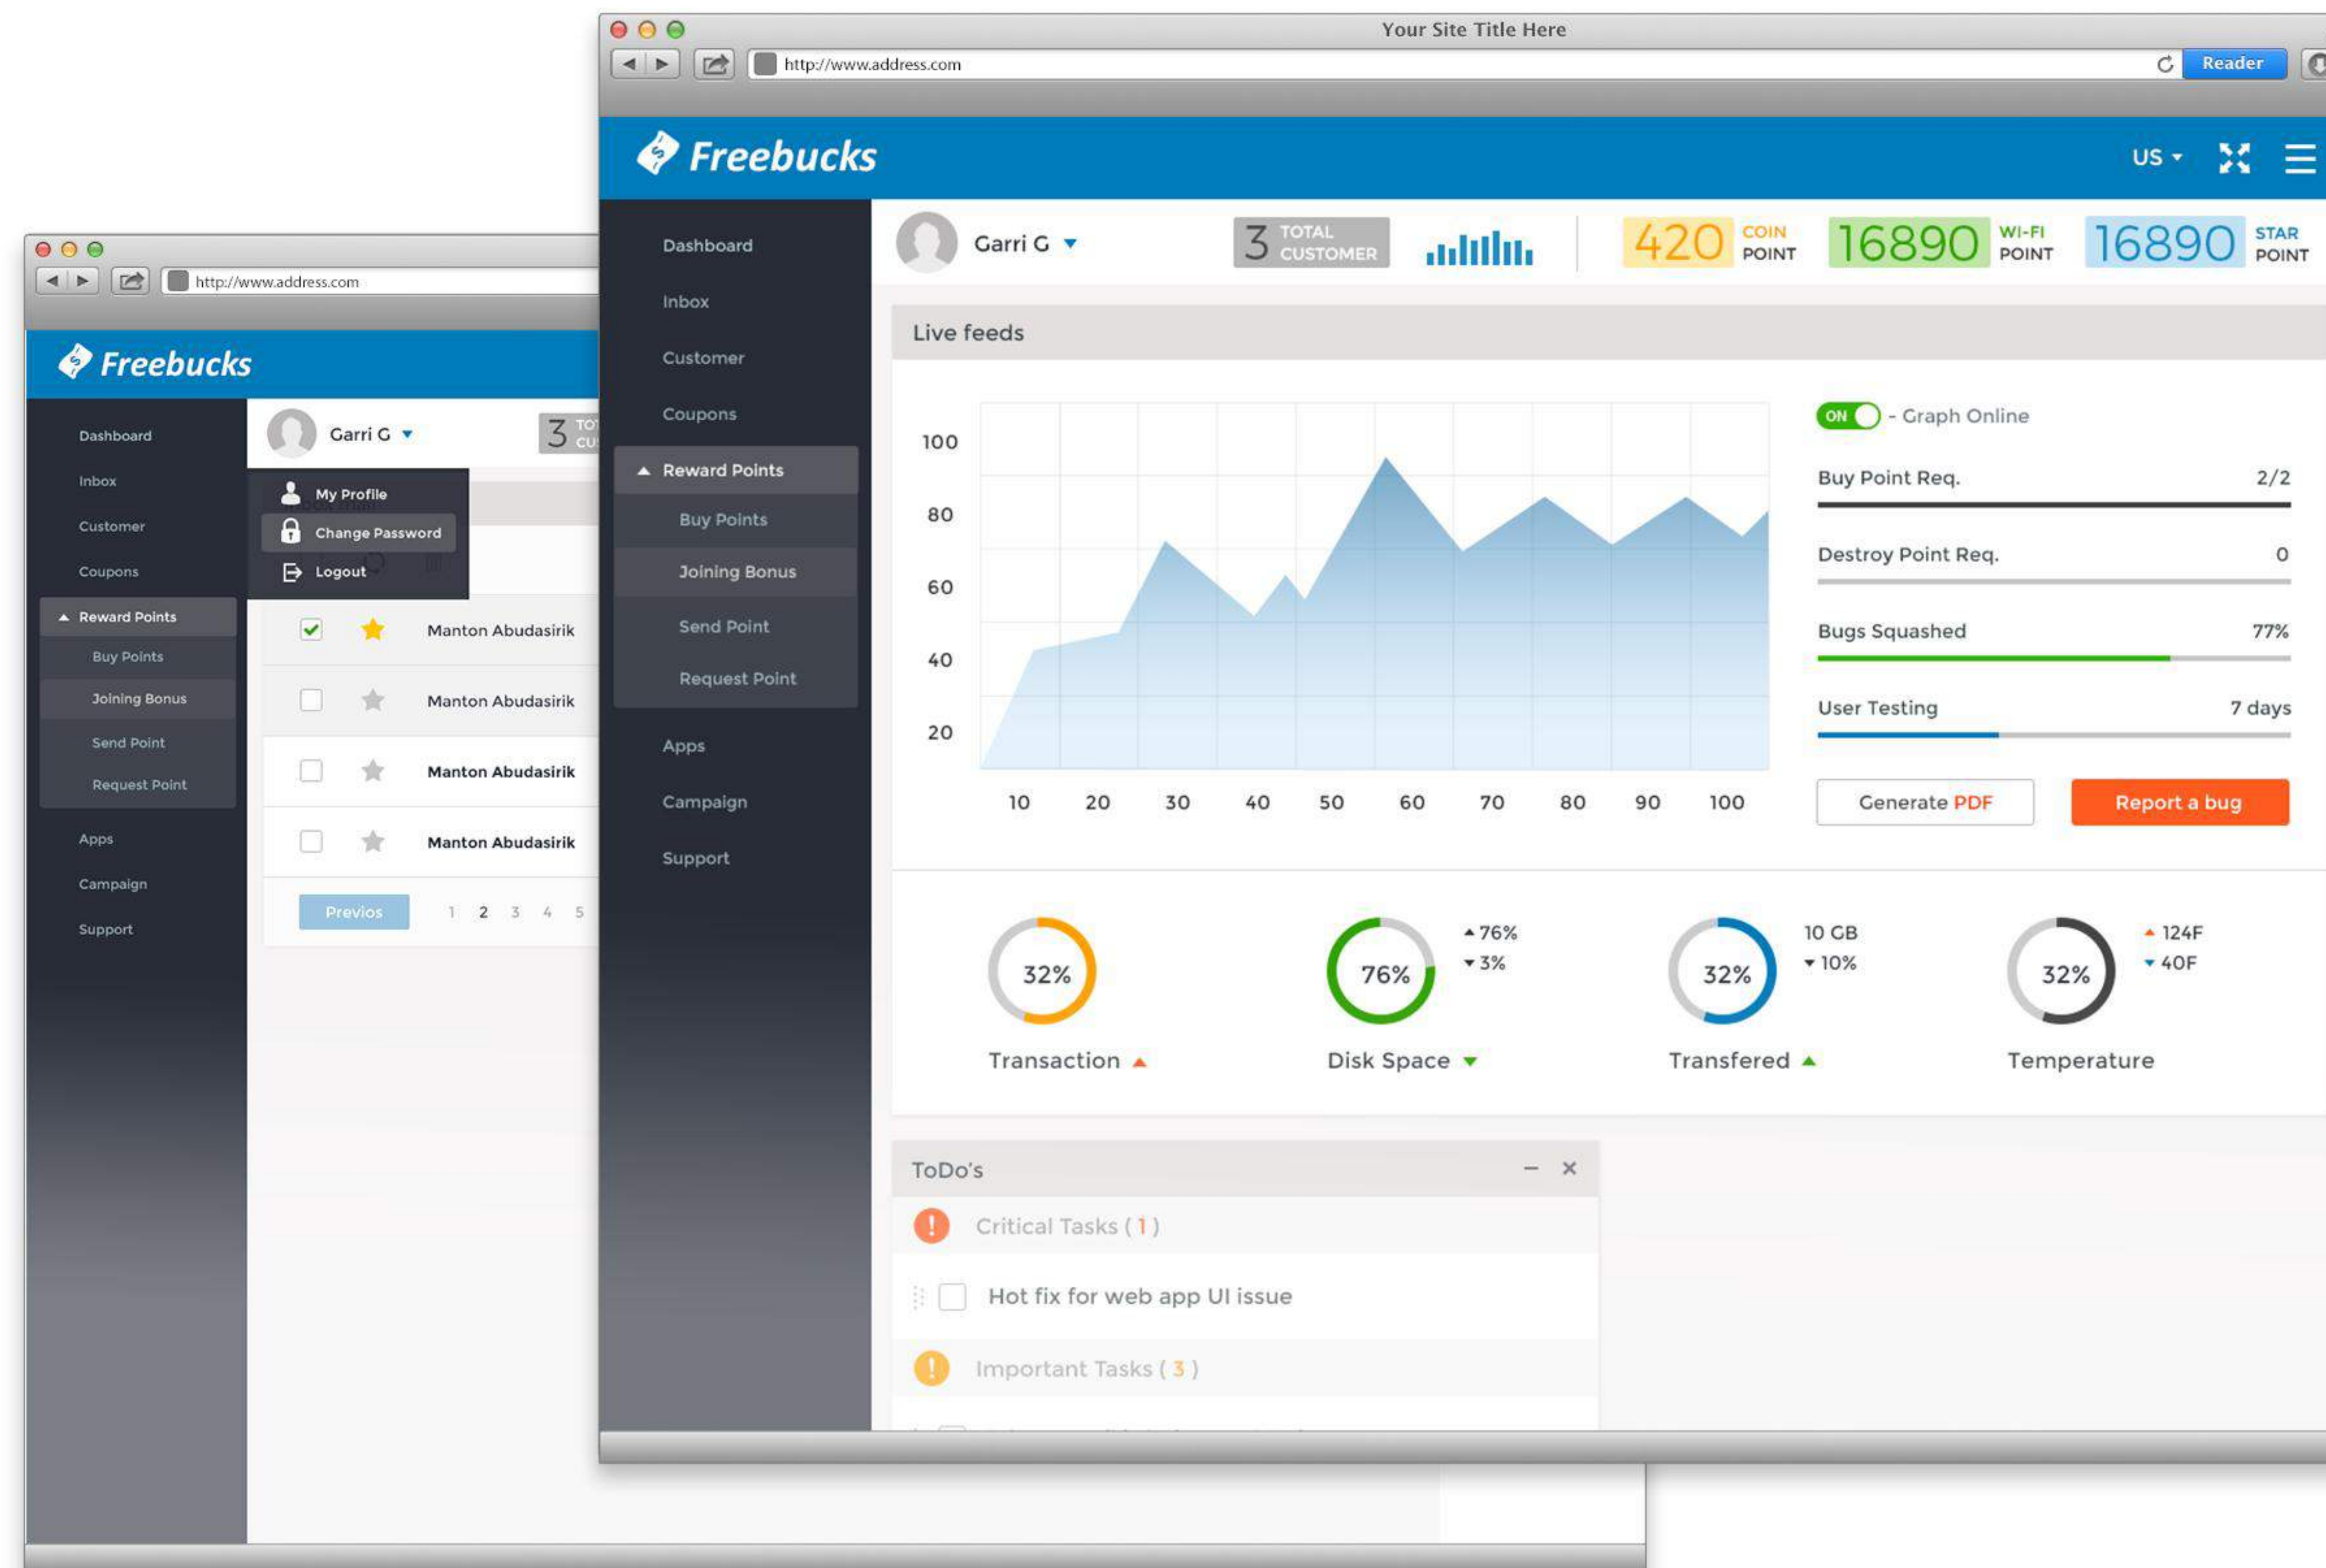 Your Site Title Here
http://www.address.com
Reader
Freebucks
US
Dashboard
Inbox
Customer
Coupons
Reward Points
Buy Points
Joining Bonus
Send Point
Request Point
Apps
Campaign
Support
Garri G
3 TOTAL CUSTOMER
420 COIN POINT
16890 WI-FI POINT
16890 STAR POINT
Live feeds
100
80
60
40
20
10 20 30 40 50 60 70 80 90 100
ON - Graph Online
Buy Point Req. 2/2
Destroy Point Req. 0
Bugs Squashed 77%
User Testing 7 days
Generate PDF
Report a bug
32%
Transaction
76%
76%
3%
Disk Space
32%
10 GB
10%
Transfered
32%
124F
40F
Temperature
ToDo's
Critical Tasks ( 1 )
Hot fix for web app UI issue
Important Tasks ( 3 )
http://www.address.com
Freebucks
Dashboard
Inbox
Customer
Coupons
Reward Points
Buy Points
Joining Bonus
Send Point
Request Point
Apps
Campaign
Support
Garri G
3
My Profile
Change Password
Logout
Manton Abudasirik
Manton Abudasirik
Manton Abudasirik
Manton Abudasirik
Previos 1 2 3 4 5